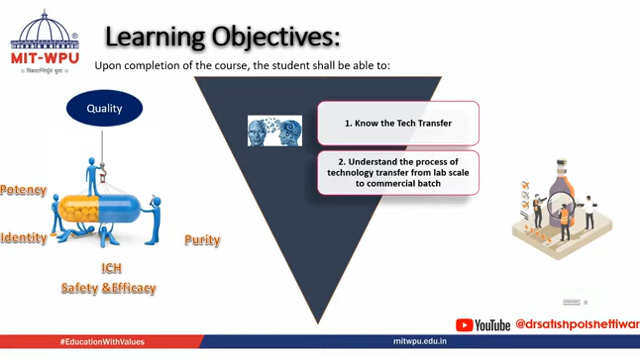 Learning Objectives:
MIT-WPU
Upon completion of the course, the student shall be able to:
Quality
1. Know the Tech Transfer
2. Understand the process of
technology transfer from lab scale
to commercial batch
Potency
Identity
Purity
ICH
Safety &Efficacy
YouTube @drsatishpolshettiwar
#EducationWithValues
mitwpu.edu.in